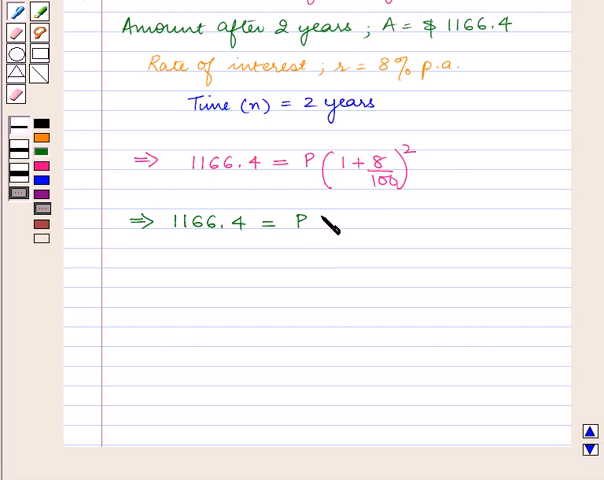 Amount after 2 years ; A = $ 1166.4
Rate of interest ; r = 8% p.a.
Time (n) = 2 years
⇒ 1166.4 = P (1 + 8/100)^2
⇒ 1166.4 = P